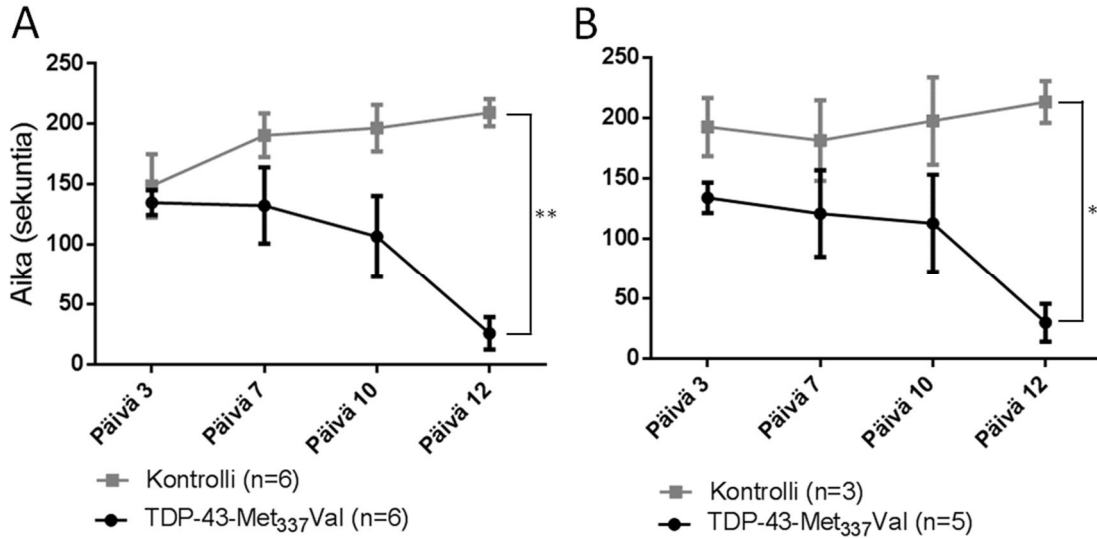 A
Aika (sekuntia)
250
200
150
100
50
0
**
Päivä 3
Päivä 7
Päivä 10
Päivä 12
Kontrolli (n=6)
TDP-43-Met₃₃₇Val (n=6)
B
250
200
150
100
50
0
*
Päivä 3
Päivä 7
Päivä 10
Päivä 12
Kontrolli (n=3)
TDP-43-Met₃₃₇Val (n=5)